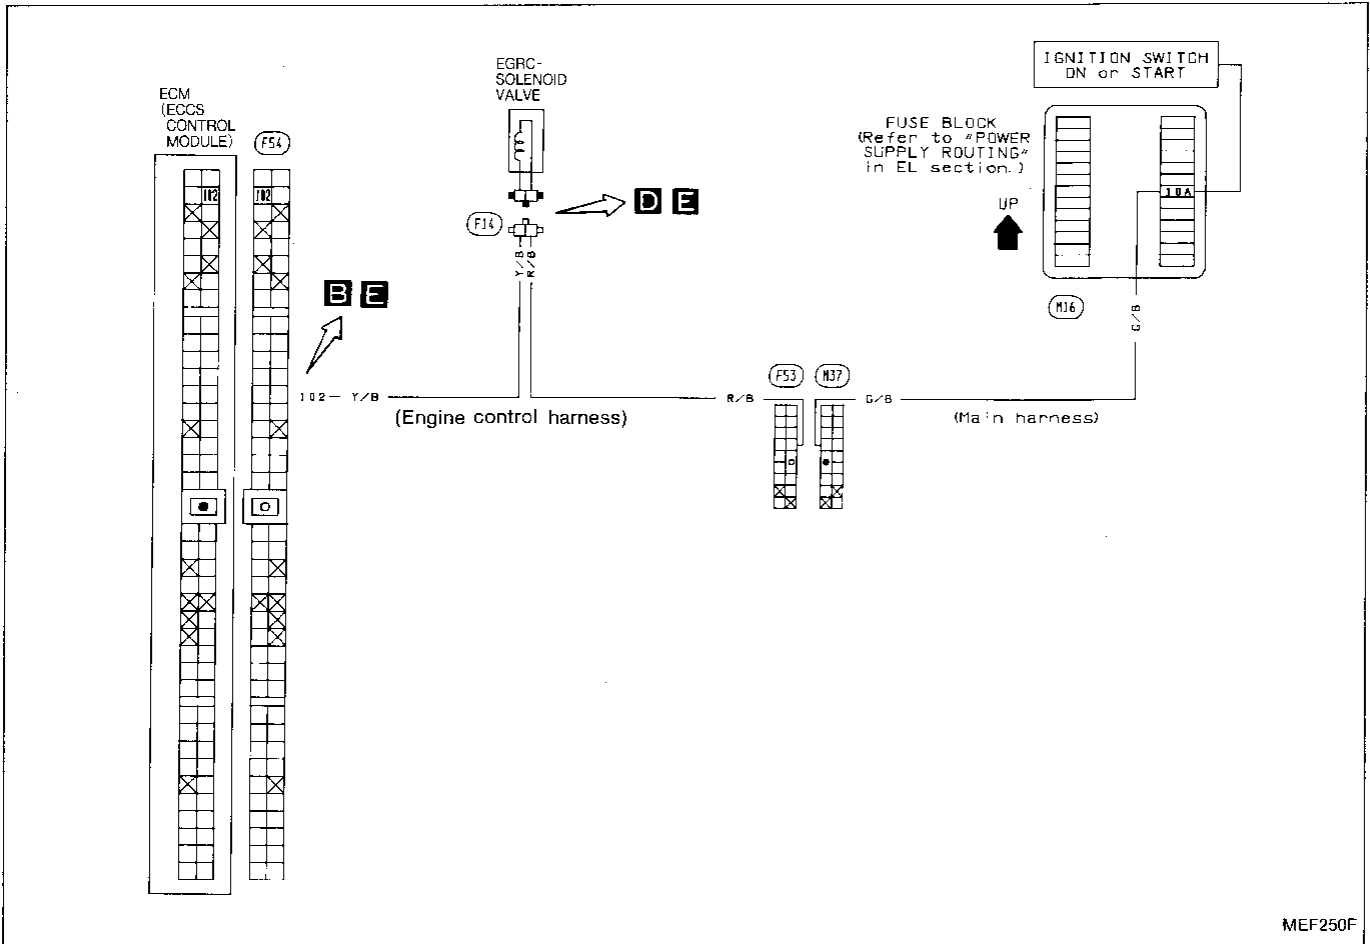 ECM
(ECCS
CONTROL
MODULE)
F54
102
102
EGRC-
SOLENOID
VALVE
F14
Y/B
R/B
D E
B E
102
Y/B
(Engine control harness)
R/B
F53
M37
G/B
(Main harness)
IGNITION SWITCH
ON or START
FUSE BLOCK
(Refer to "POWER
SUPPLY ROUTING"
in EL section.)
UP
10A
M16
G/B
MEF250F